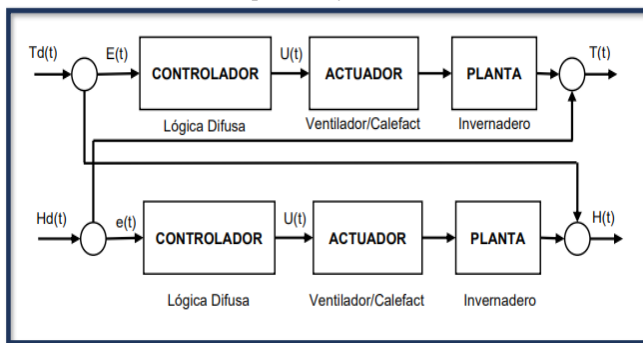 Td(t) E(t) CONTROLADOR U(t) ACTUADOR PLANTA T(t)
Lógica Difusa Ventilador/Calefact Invernadero
Hd(t) e(t) CONTROLADOR U(t) ACTUADOR PLANTA H(t)
Lógica Difusa Ventilador/Calefact Invernadero